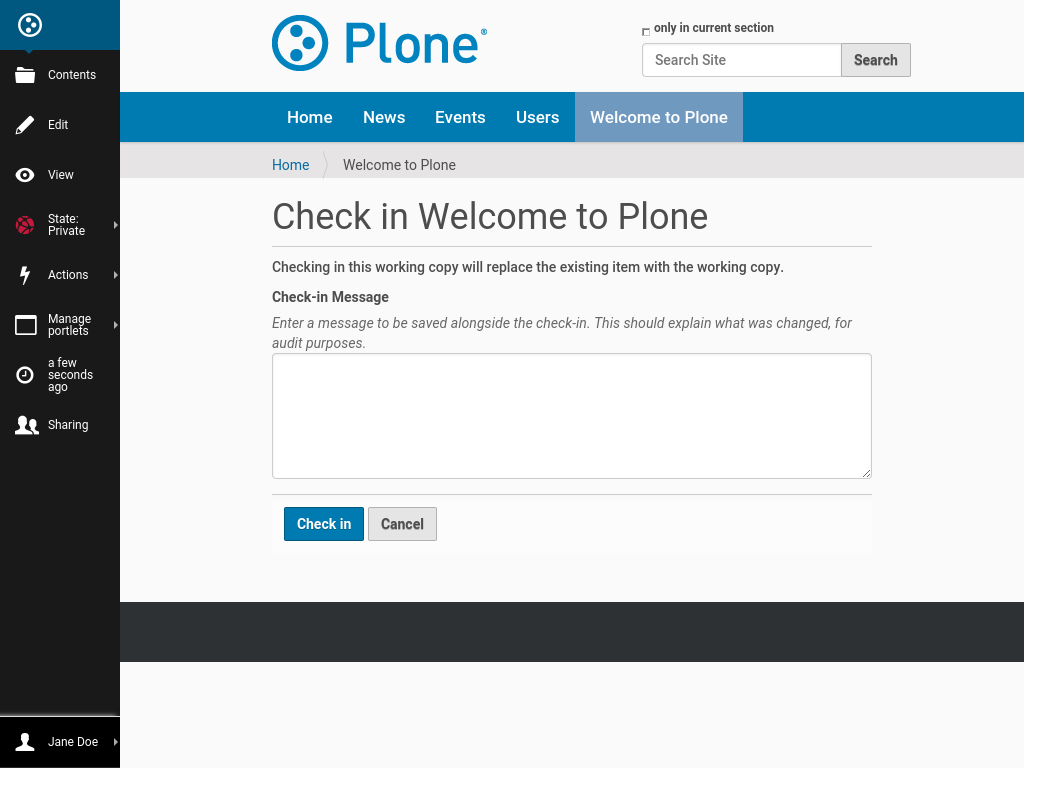 Contents
Edit
View
State:
Private
Actions
Manage
portlets
a few
seconds
ago
Sharing
Jane Doe
Plone®
only in current section
Search Site
Search
Home
News
Events
Users
Welcome to Plone
Home
Welcome to Plone
Check in Welcome to Plone
Checking in this working copy will replace the existing item with the working copy.
Check-in Message
Enter a message to be saved alongside the check-in. This should explain what was changed, for
audit purposes.
Check in
Cancel